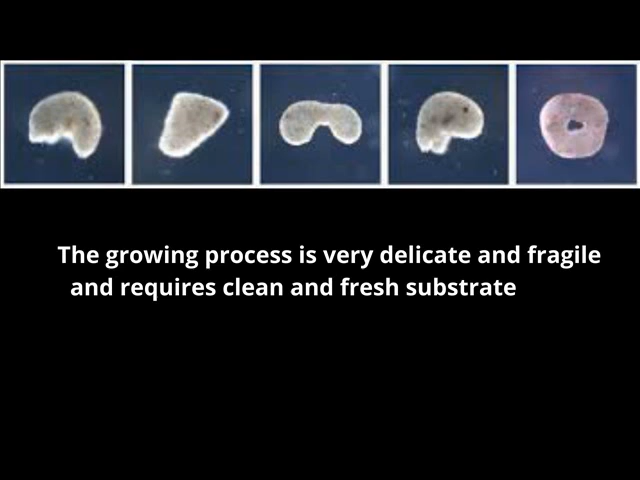 The growing process is very delicate and fragile
and requires clean and fresh substrate